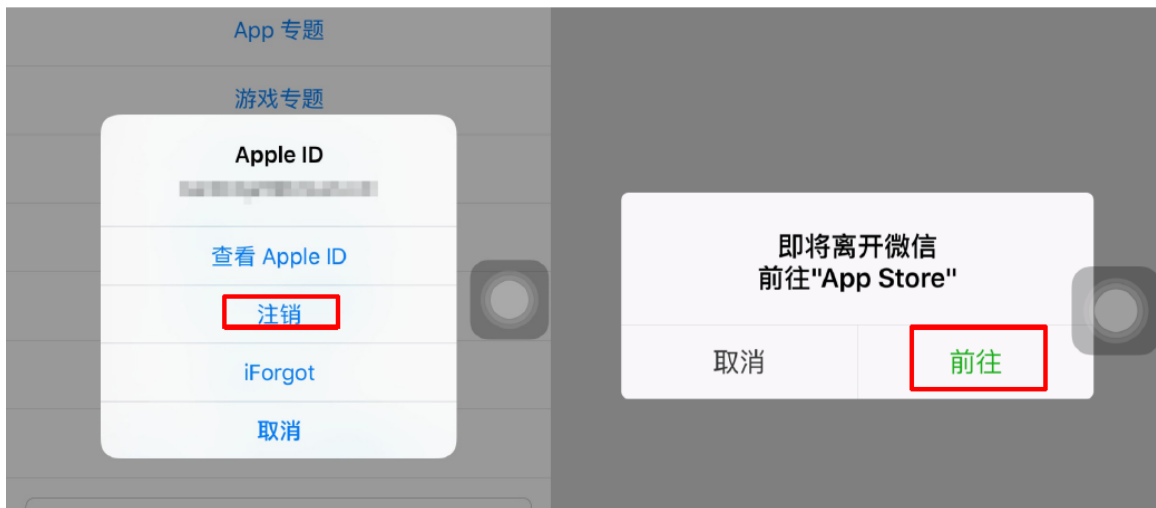 App 专题
游戏专题
Apple ID
查看 Apple ID
注销
iForgot
取消
即将离开微信
前往"App Store"
取消
前往